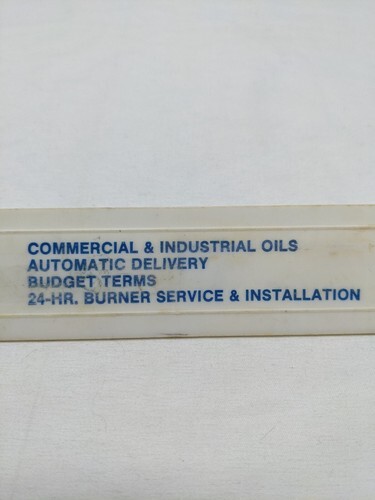 COMMERCIAL & INDUSTRIAL OILS
AUTOMATIC DELIVERY
BUDGET TERMS
24-HR. BURNER SERVICE & INSTALLATION